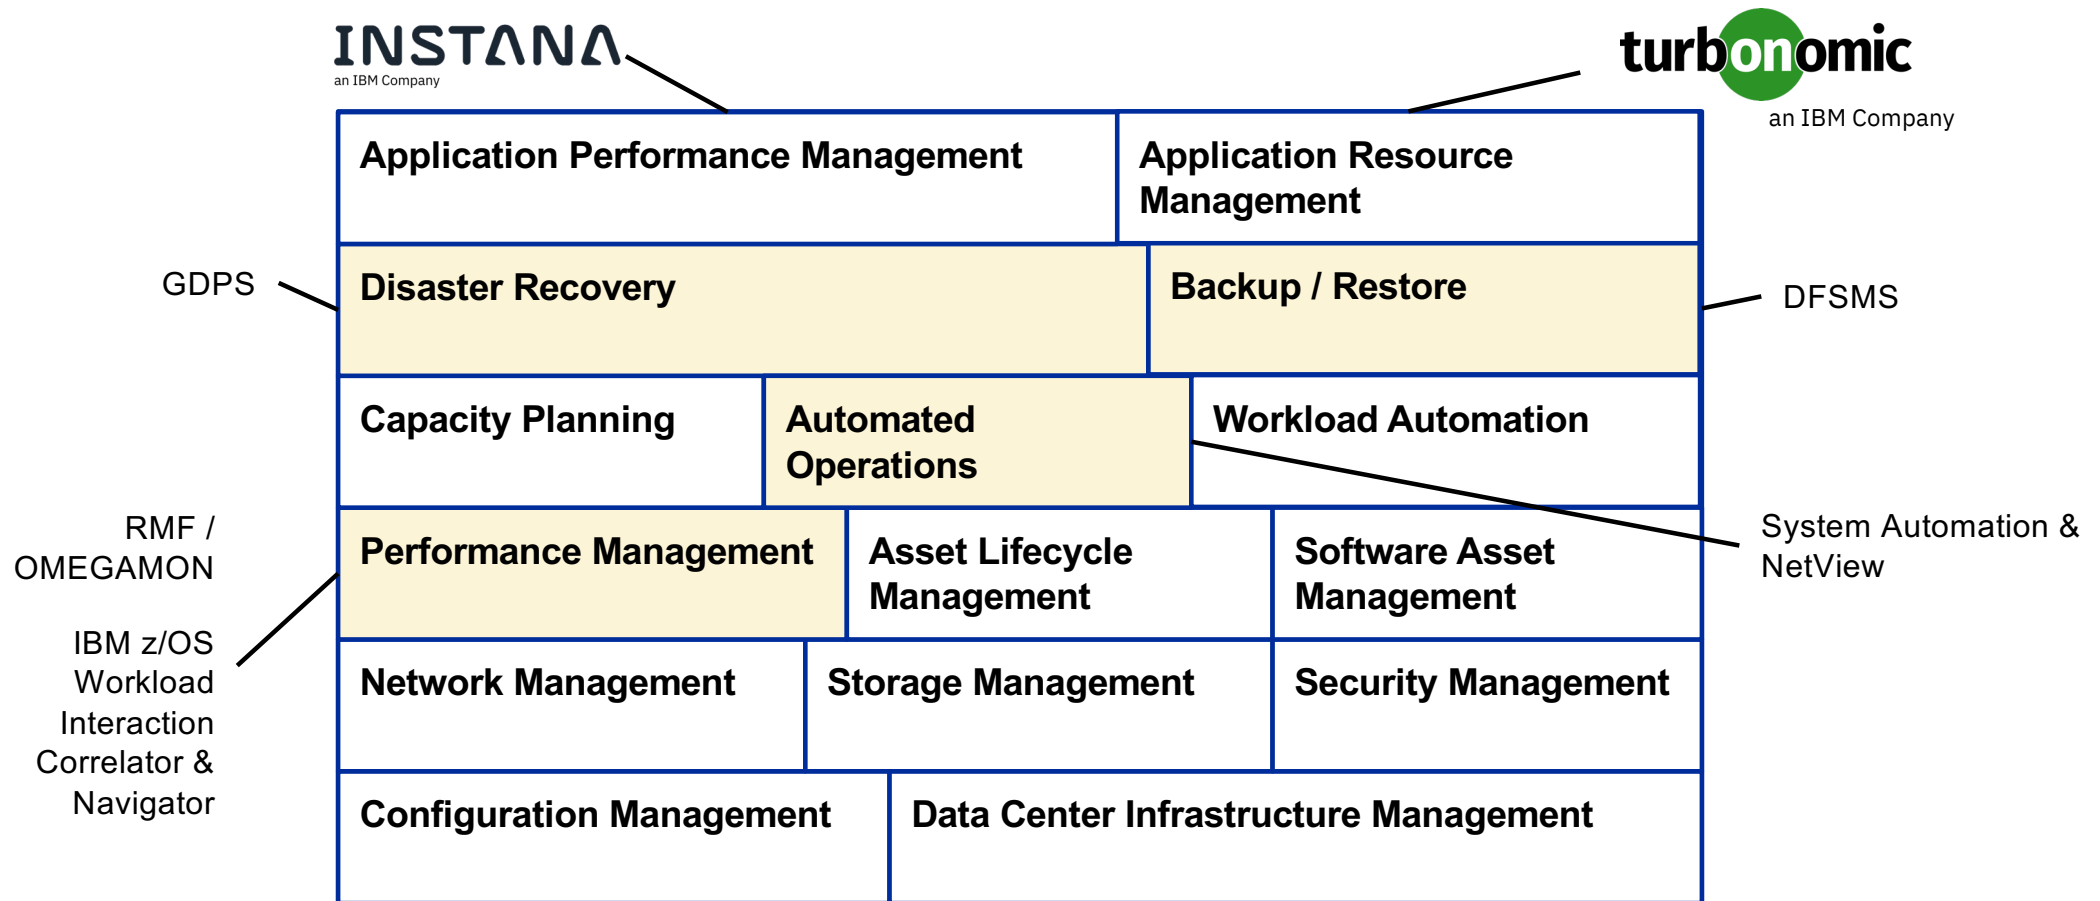 INSTANA
an IBM Company
turbonomic
an IBM Company
Application Performance Management
Application Resource
Management
GDPS
Disaster Recovery
Backup / Restore
DFSMS
Capacity Planning
Automated
Operations
Workload Automation
RMF /
OMEGAMON
Performance Management
Asset Lifecycle
Management
Software Asset
Management
System Automation &
NetView
IBM z/OS
Workload
Interaction
Correlator &
Navigator
Network Management
Storage Management
Security Management
Configuration Management
Data Center Infrastructure Management